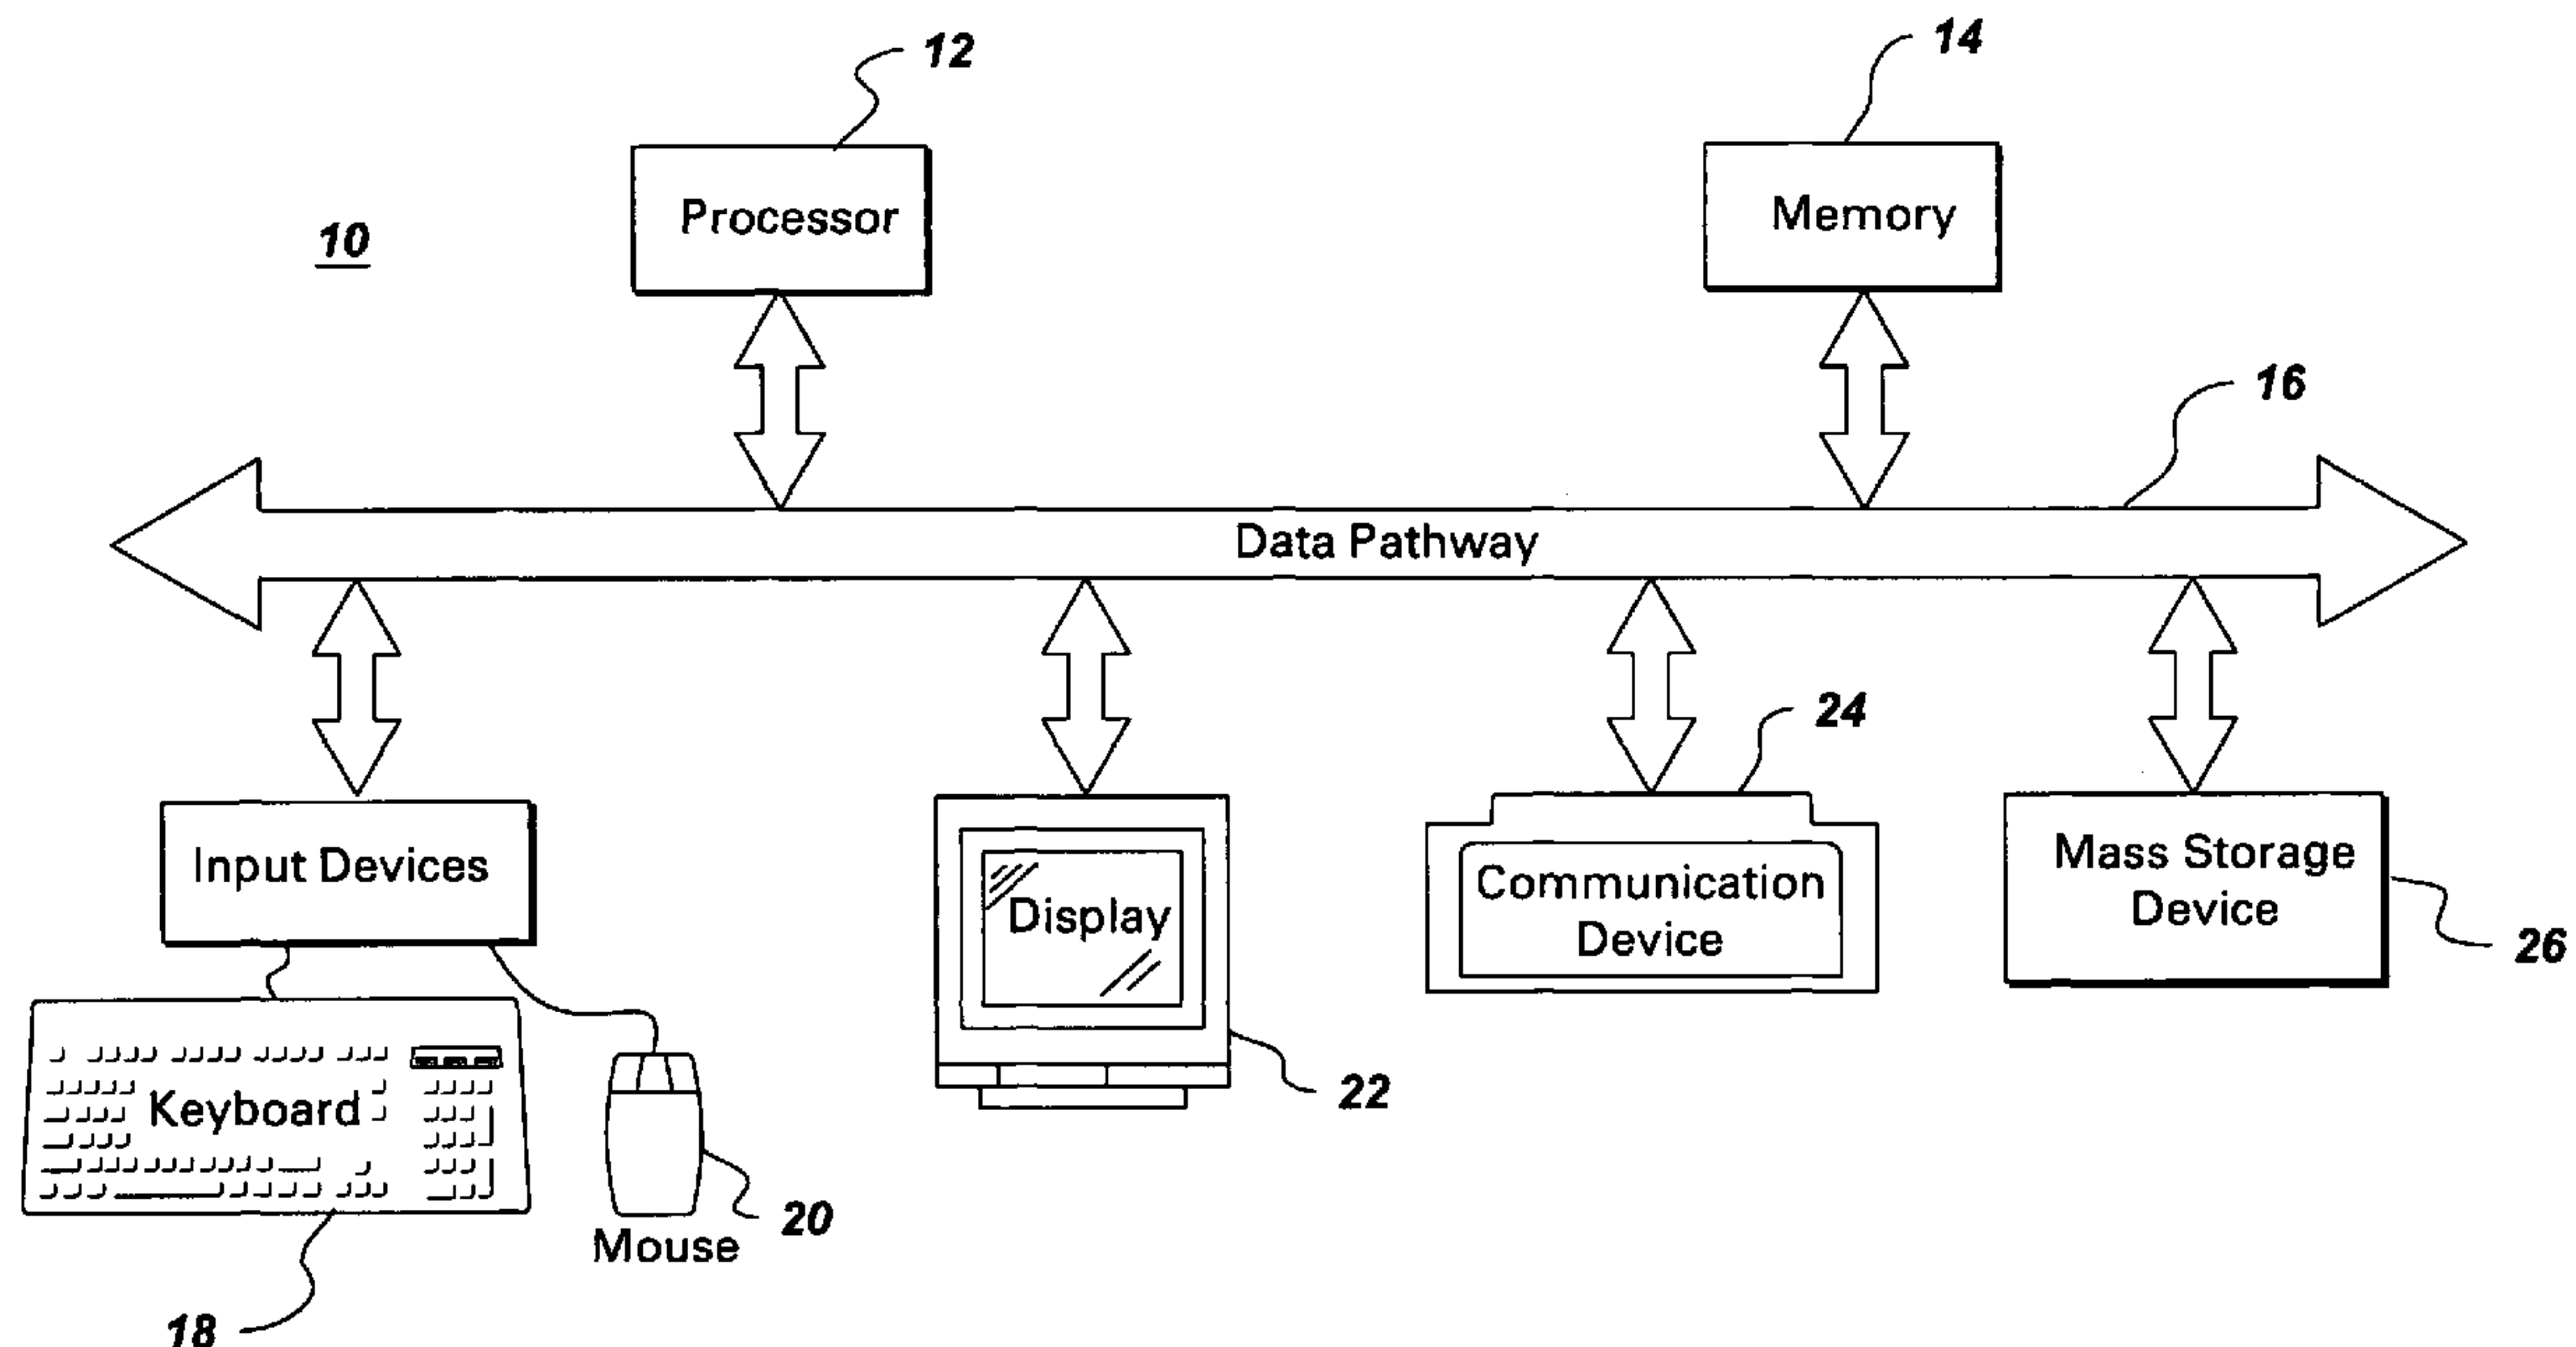 12
14
Processor
Memory
10
16
Data Pathway
24
Input Devices
Display
Communication
Device
Mass Storage
Device
26
Keyboard
22
20
Mouse
18